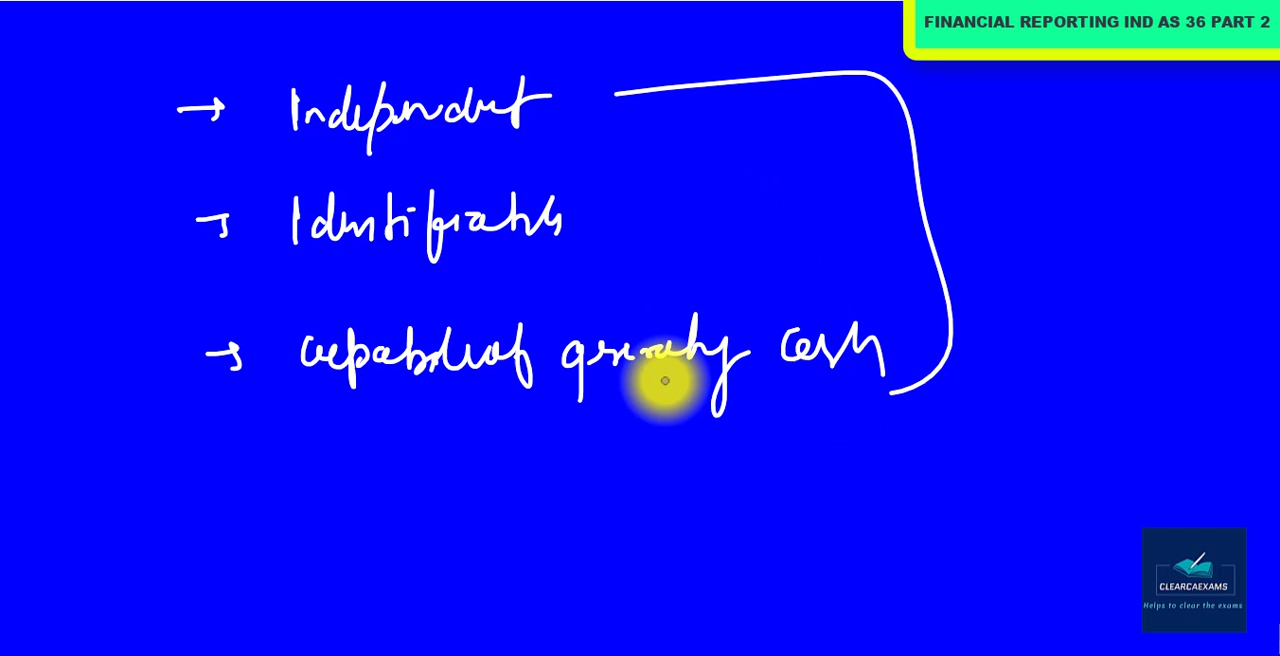 FINANCIAL REPORTING IND AS 36 PART 2
→ Independent
→ Identifiable
→ capable of generating cash
CLEARCAEXAMS
Helps to clear the exams